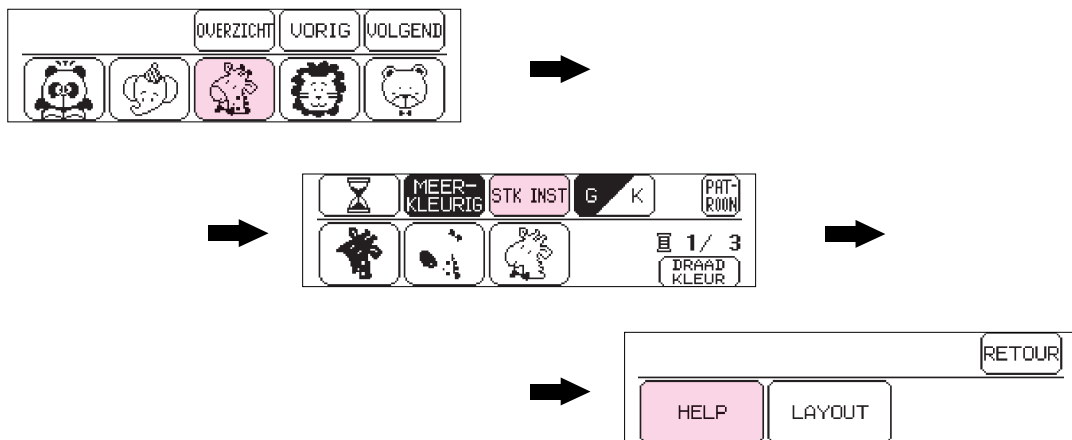 OVERZICHT VORIG VOLGEND
MEER-
KLEURIG STK INST G K PAT-
ROON
1/ 3
DRAAD
KLEUR
RETOUR
HELP LAYOUT